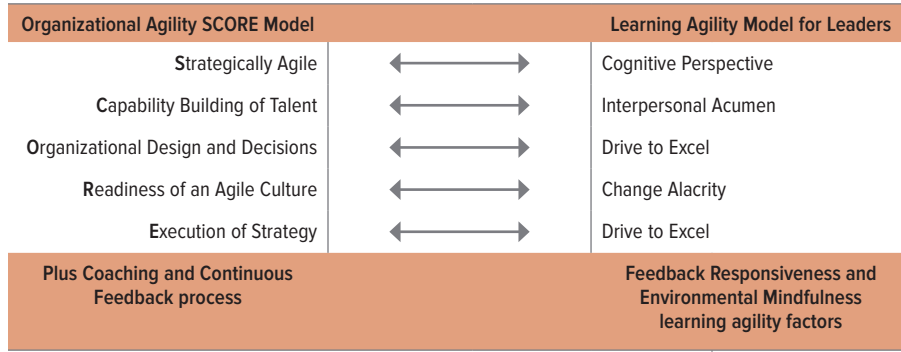 Organizational Agility SCORE Model
Learning Agility Model for Leaders
Strategically Agile
Cognitive Perspective
Capability Building of Talent
Interpersonal Acumen
Organizational Design and Decisions
Drive to Excel
Readiness of an Agile Culture
Change Alacrity
Execution of Strategy
Drive to Excel
Plus Coaching and Continuous
Feedback process
Feedback Responsiveness and
Environmental Mindfulness
learning agility factors